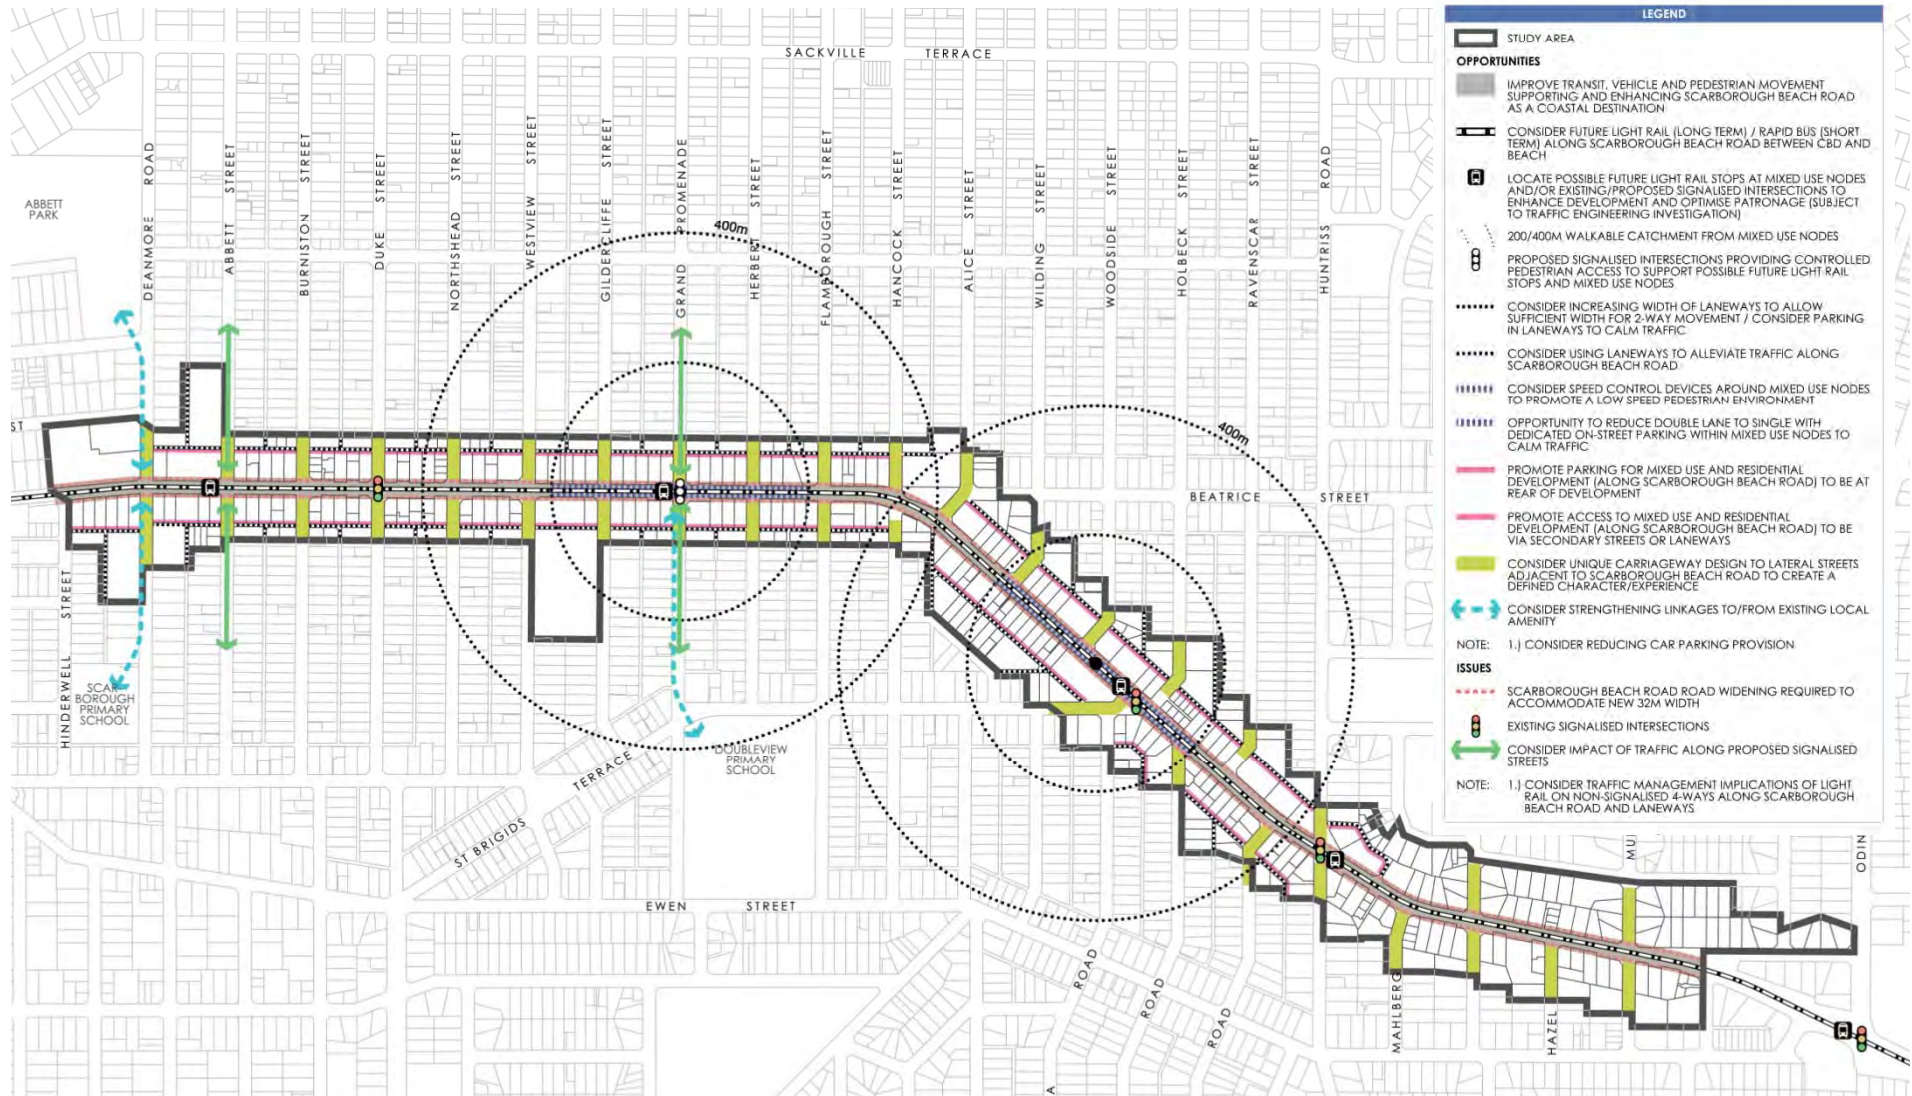 SACKVILLE TERRACE
ABBETT
PARK
DEANMORE ROAD
ABBETT STREET
BURNISTON STREET
DUKE STREET
NORTHSHEAD STREET
WESTVIEW STREET
GILDERCLIFFE STREET
GRAND PROMENADE
HERBERT STREET
FLAMBOROUGH STREET
HANCOCK STREET
ALICE STREET
WILDING STREET
WOODSIDE STREET
HOLBECK STREET
RAVENSCAR STREET
HUNTRISS ROAD
400m
400m
ST
BEATRICE STREET
HINDERWELL STREET
SCAR-
BOROUGH
PRIMARY
SCHOOL
DOUBLEVIEW
PRIMARY
SCHOOL
ST BRIGIDS TERRACE
EWEN STREET
ROAD
ROAD
ROAD
A
MAHLBERG
HAZEL
MU
ODIN
LEGEND
STUDY AREA
OPPORTUNITIES
IMPROVE TRANSIT, VEHICLE AND PEDESTRIAN MOVEMENT
SUPPORTING AND ENHANCING SCARBOROUGH BEACH ROAD
AS A COASTAL DESTINATION
CONSIDER FUTURE LIGHT RAIL (LONG TERM) / RAPID BUS (SHORT
TERM) ALONG SCARBOROUGH BEACH ROAD BETWEEN CBD AND
BEACH
LOCATE POSSIBLE FUTURE LIGHT RAIL STOPS AT MIXED USE NODES
AND/OR EXISTING/PROPOSED SIGNALISED INTERSECTIONS TO
ENHANCE DEVELOPMENT AND OPTIMISE PATRONAGE (SUBJECT
TO TRAFFIC ENGINEERING INVESTIGATION)
200/400M WALKABLE CATCHMENT FROM MIXED USE NODES
PROPOSED SIGNALISED INTERSECTIONS PROVIDING CONTROLLED
PEDESTRIAN ACCESS TO SUPPORT POSSIBLE FUTURE LIGHT RAIL
STOPS AND MIXED USE NODES
CONSIDER INCREASING WIDTH OF LANEWAYS TO ALLOW
SUFFICIENT WIDTH FOR 2-WAY MOVEMENT / CONSIDER PARKING
IN LANEWAYS TO CALM TRAFFIC
CONSIDER USING LANEWAYS TO ALLEVIATE TRAFFIC ALONG
SCARBOROUGH BEACH ROAD
CONSIDER SPEED CONTROL DEVICES AROUND MIXED USE NODES
TO PROMOTE A LOW SPEED PEDESTRIAN ENVIRONMENT
OPPORTUNITY TO REDUCE DOUBLE LANE TO SINGLE WITH
DEDICATED ON-STREET PARKING WITHIN MIXED USE NODES TO
CALM TRAFFIC
PROMOTE PARKING FOR MIXED USE AND RESIDENTIAL
DEVELOPMENT (ALONG SCARBOROUGH BEACH ROAD) TO BE AT
REAR OF DEVELOPMENT
PROMOTE ACCESS TO MIXED USE AND RESIDENTIAL
DEVELOPMENT (ALONG SCARBOROUGH BEACH ROAD) TO BE
VIA SECONDARY STREETS OR LANEWAYS
CONSIDER UNIQUE CARRIAGEWAY DESIGN TO LATERAL STREETS
ADJACENT TO SCARBOROUGH BEACH ROAD TO CREATE A
DEFINED CHARACTER/EXPERIENCE
CONSIDER STRENGTHENING LINKAGES TO/FROM EXISTING LOCAL
AMENITY
NOTE: 1.) CONSIDER REDUCING CAR PARKING PROVISION
ISSUES
SCARBOROUGH BEACH ROAD ROAD WIDENING REQUIRED TO
ACCOMMODATE NEW 32M WIDTH
EXISTING SIGNALISED INTERSECTIONS
CONSIDER IMPACT OF TRAFFIC ALONG PROPOSED SIGNALISED
STREETS
NOTE: 1.) CONSIDER TRAFFIC MANAGEMENT IMPLICATIONS OF LIGHT
RAIL ON NON-SIGNALISED 4-WAYS ALONG SCARBOROUGH
BEACH ROAD AND LANEWAYS